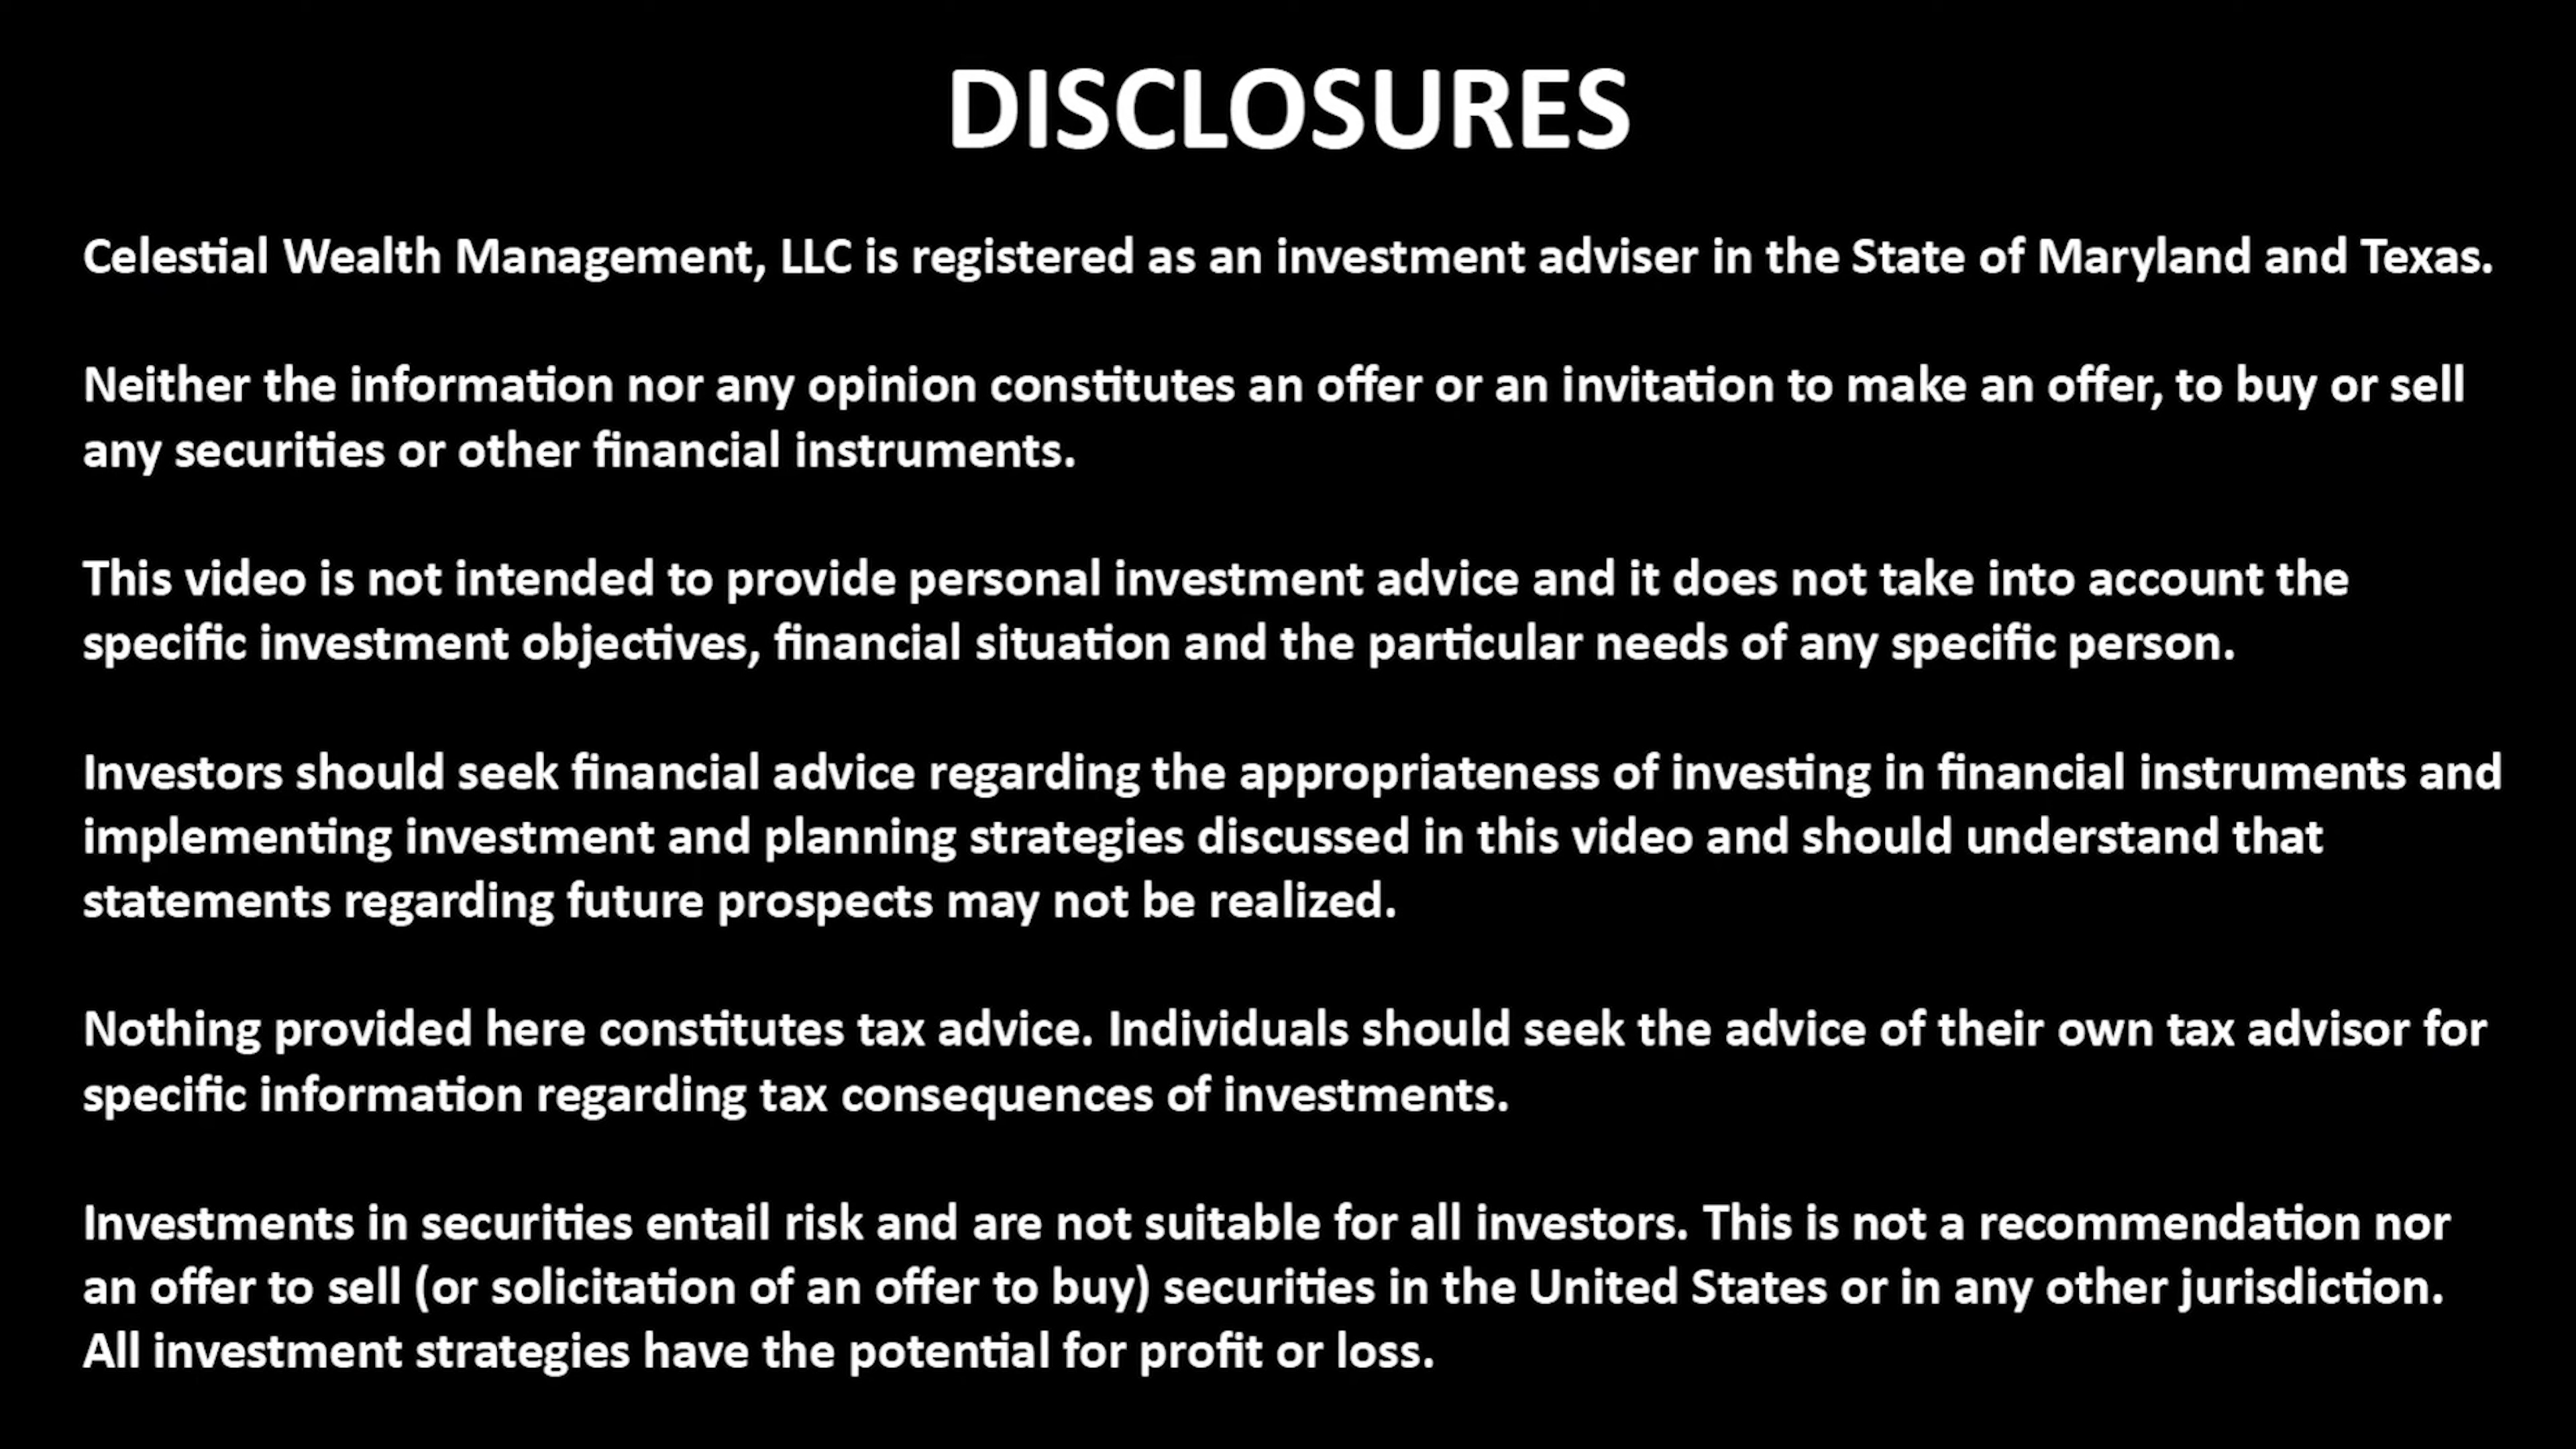 DISCLOSURES
Celestial Wealth Management, LLC is registered as an investment adviser in the State of Maryland and Texas.
Neither the information nor any opinion constitutes an offer or an invitation to make an offer, to buy or sell
any securities or other financial instruments.
This video is not intended to provide personal investment advice and it does not take into account the
specific investment objectives, financial situation and the particular needs of any specific person.
Investors should seek financial advice regarding the appropriateness of investing in financial instruments and
implementing investment and planning strategies discussed in this video and should understand that
statements regarding future prospects may not be realized.
Nothing provided here constitutes tax advice. Individuals should seek the advice of their own tax advisor for
specific information regarding tax consequences of investments.
Investments in securities entail risk and are not suitable for all investors. This is not a recommendation nor
an offer to sell (or solicitation of an offer to buy) securities in the United States or in any other jurisdiction.
All investment strategies have the potential for profit or loss.